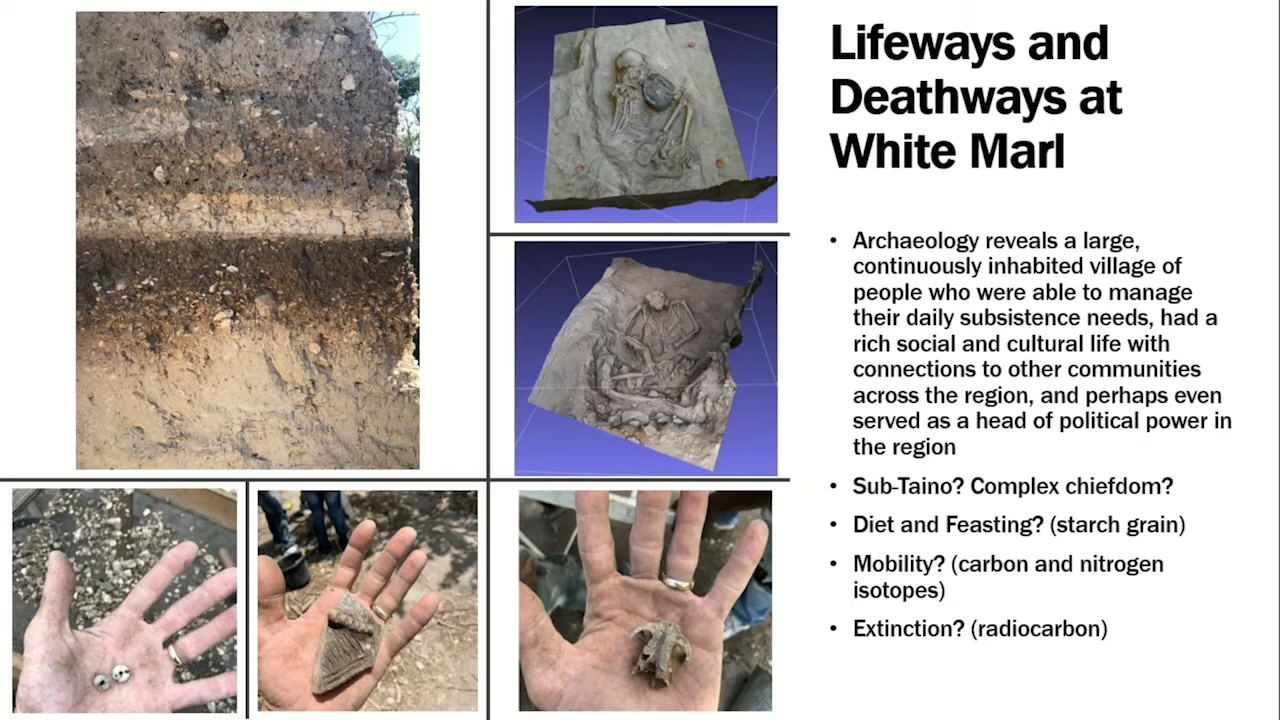 Lifeways and
Deathways at
White Marl
• Archaeology reveals a large,
continuously inhabited village of
people who were able to manage
their daily subsistence needs, had a
rich social and cultural life with
connections to other communities
across the region, and perhaps even
served as a head of political power in
the region
• Sub-Taino? Complex chiefdom?
• Diet and Feasting? (starch grain)
• Mobility? (carbon and nitrogen
isotopes)
• Extinction? (radiocarbon)